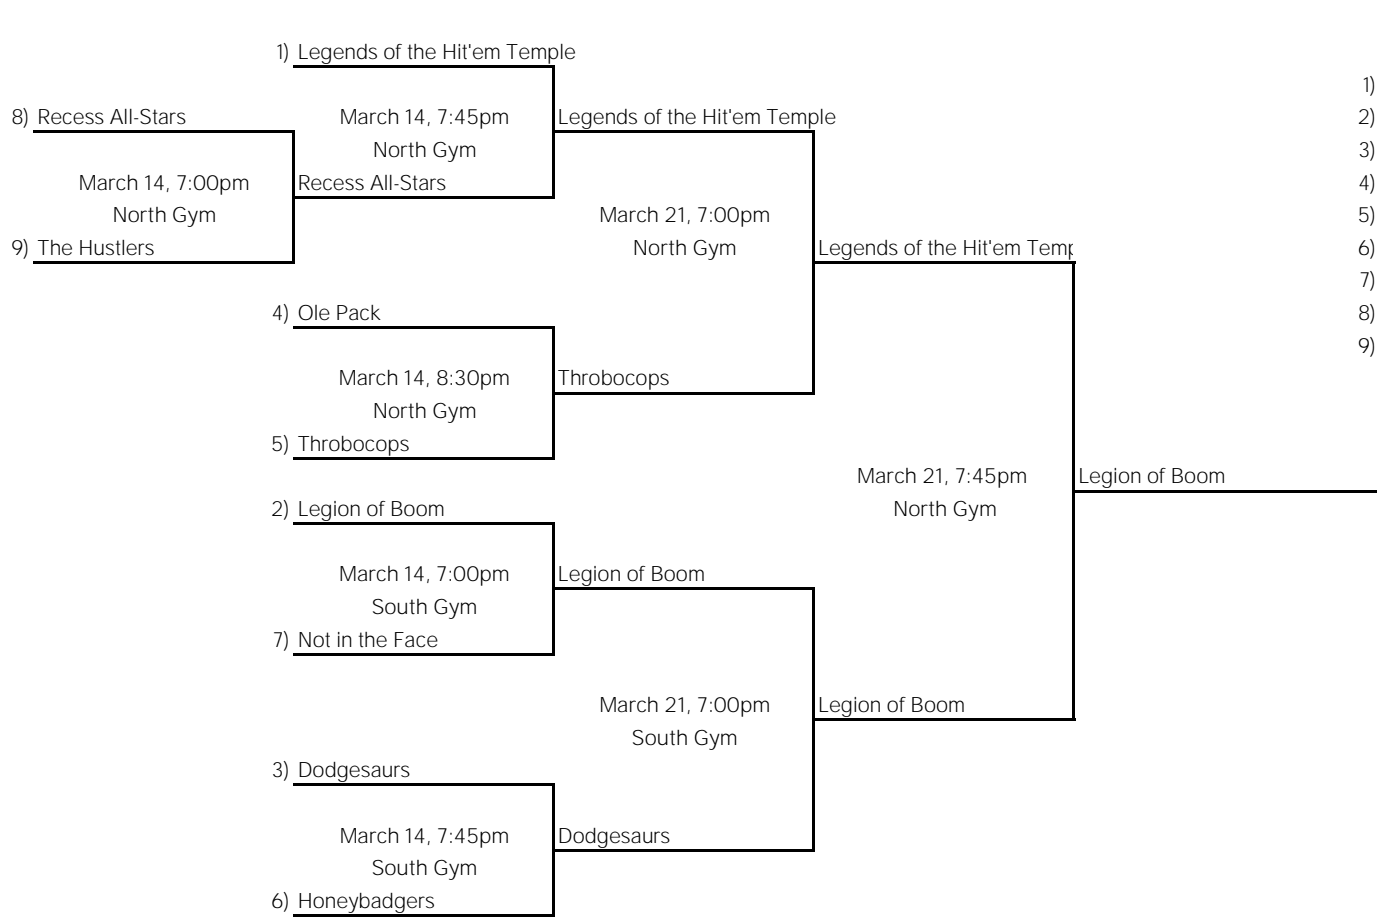 1) Legends of the Hit'em Temple
1)
8) Recess All-Stars
March 14, 7:45pm
Legends of the Hit'em Temple
2)
North Gym
3)
March 14, 7:00pm
Recess All-Stars
4)
North Gym
March 21, 7:00pm
5)
9) The Hustlers
North Gym
Legends of the Hit'em Temp
6)
7)
4) Ole Pack
8)
9)
March 14, 8:30pm
Throbocops
North Gym
5) Throbocops
March 21, 7:45pm
Legion of Boom
2) Legion of Boom
North Gym
March 14, 7:00pm
Legion of Boom
South Gym
7) Not in the Face
March 21, 7:00pm
Legion of Boom
South Gym
3) Dodgesaurs
March 14, 7:45pm
Dodgesaurs
South Gym
6) Honeybadgers